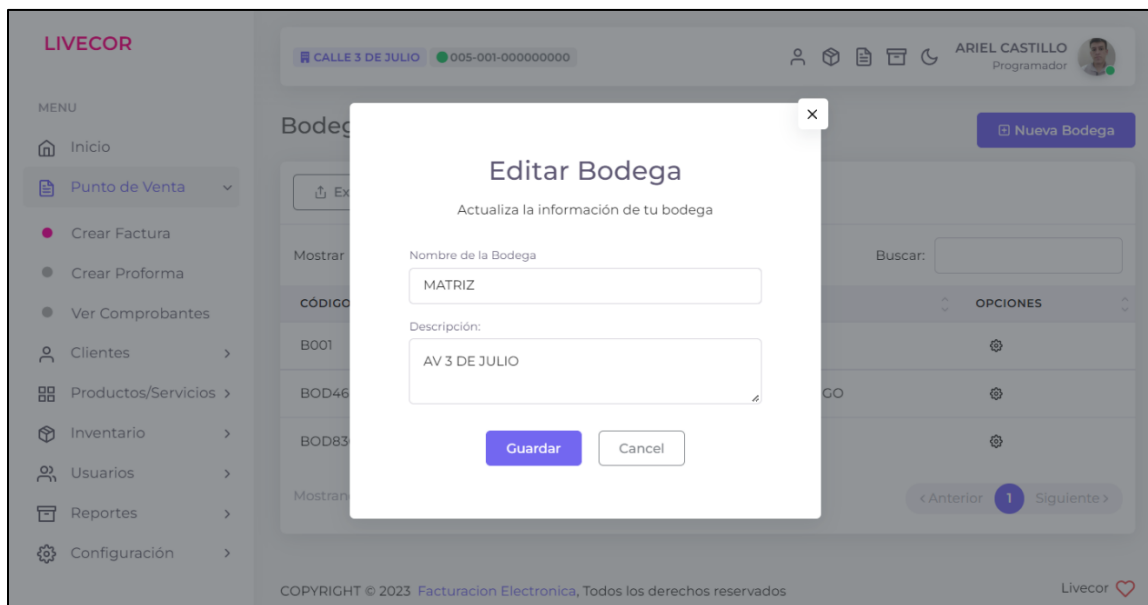 LIVECOR
CALLE 3 DE JULIO 005-001-000000000
ARIEL CASTILLO
Programador
MENU
Inicio
Punto de Venta
Crear Factura
Crear Proforma
Ver Comprobantes
Clientes
Productos/Servicios
Inventario
Usuarios
Reportes
Configuración
Nueva Bodega
Editar Bodega
Actualiza la información de tu bodega
Nombre de la Bodega
MATRIZ
Descripción:
AV 3 DE JULIO
Guardar Cancel
Mostrar
Buscar:
CÓDIGO OPCIONES
B001
BOD46
BOD83
Anterior 1 Siguiente
COPYRIGHT © 2023 Facturacion Electronica, Todos los derechos reservados
Livecor